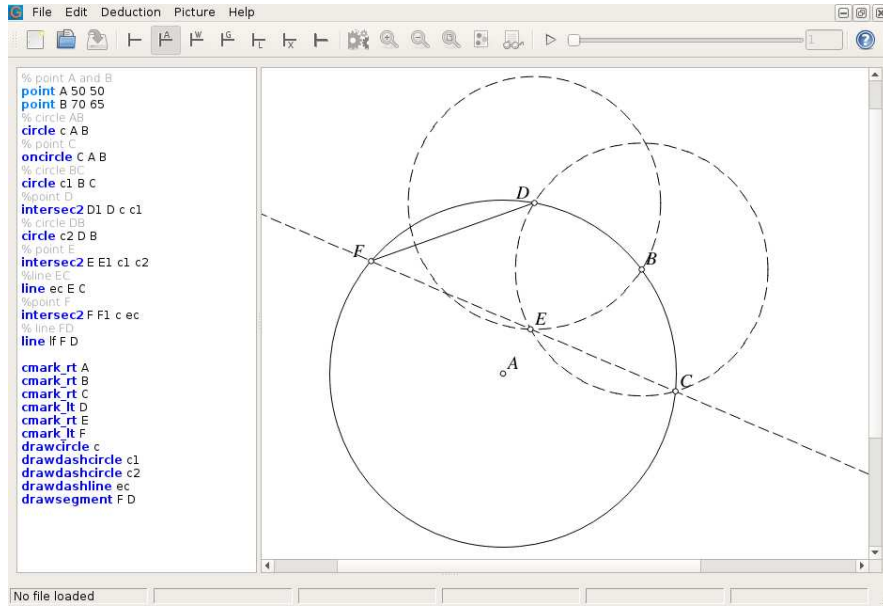 File Edit Deduction Picture Help
A W G L X
1
% point A and B
point A 50 50
point B 70 65
% circle AB
circle c A B
% point C
oncircle C A B
% circle BC
circle c1 B C
%point D
intersec2 D1 D c c1
% circle DB
circle c2 D B
% point E
intersec2 E E1 c1 c2
%line EC
line ec E C
%point F
intersec2 F F1 c ec
% line FD
line lf F D
cmark_rt A
cmark_rt B
cmark_rt C
cmark_lt D
cmark_rt E
cmark_lt F
drawcircle c
drawdashcircle c1
drawdashcircle c2
drawdashline ec
drawsegment F D
D
F
B
E
A
C
No file loaded